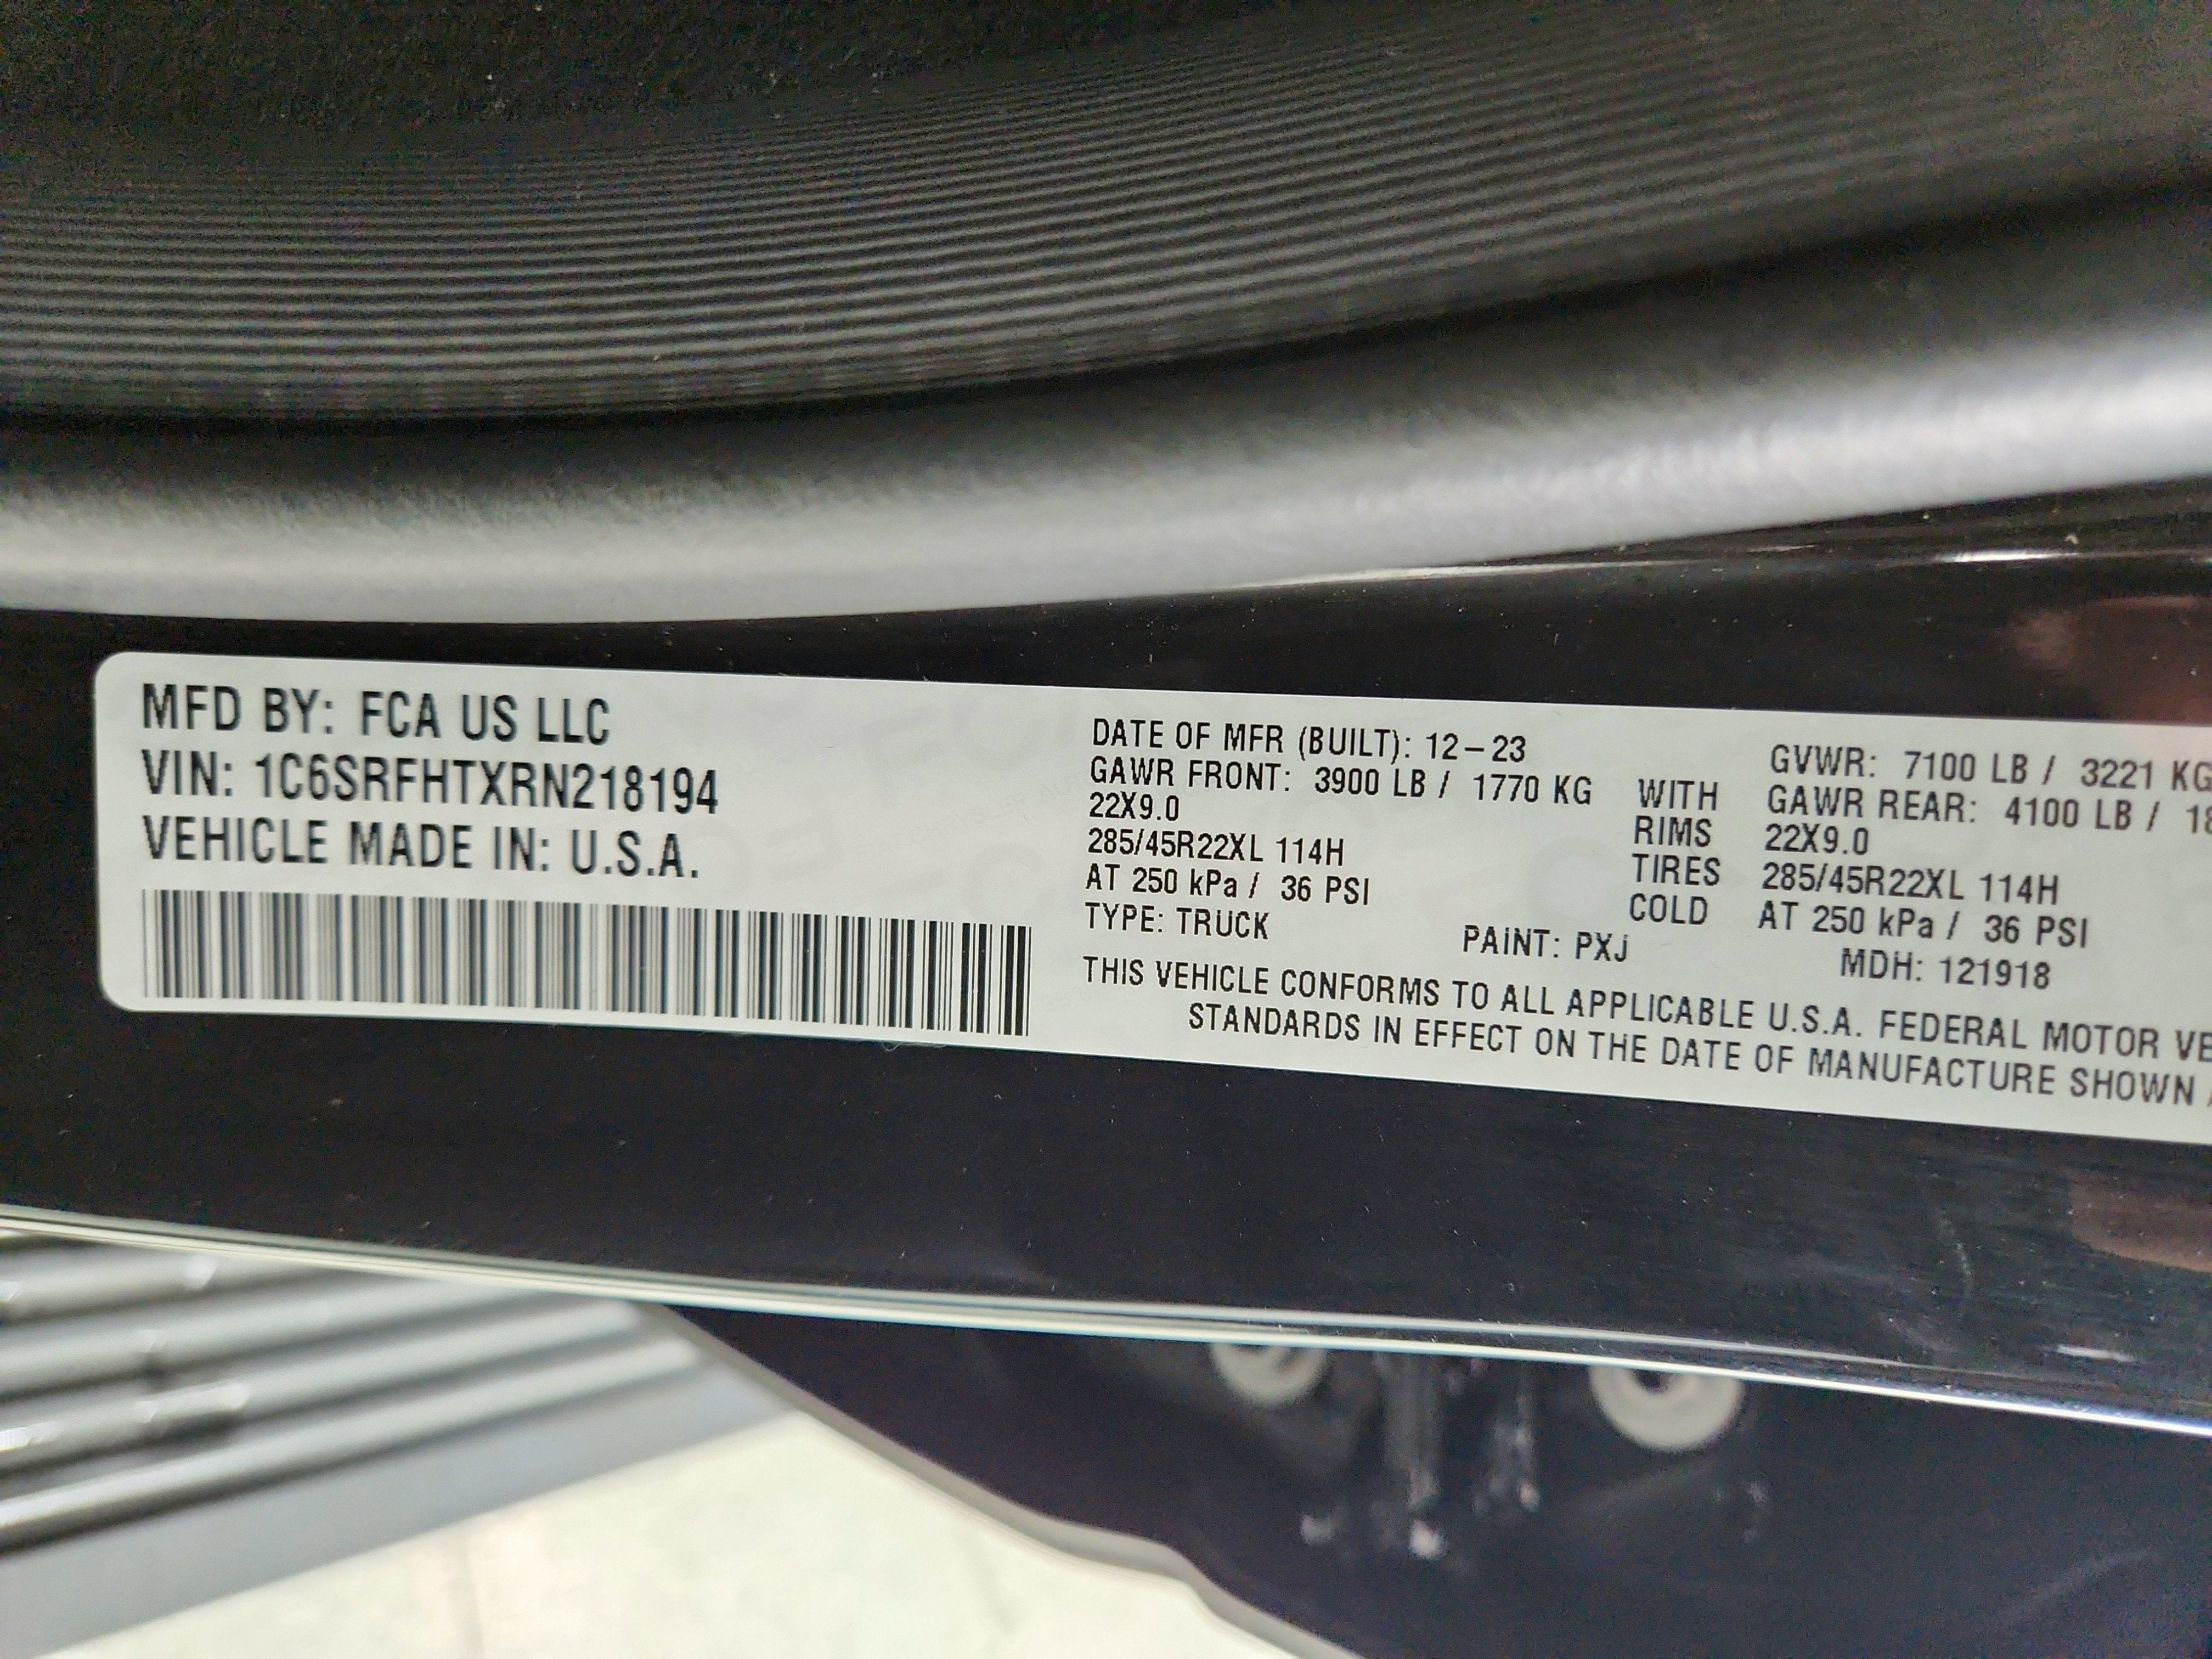 MFD BY: FCA US LLC
VIN: 1C6SRFHTXRN218194
VEHICLE MADE IN: U.S.A.
DATE OF MFR (BUILT): 12-23
GVWR: 7100 LB / 3221 KG
GAWR FRONT: 3900 LB / 1770 KG WITH GAWR REAR: 4100 LB /
22X9.0 RIMS 22X9.0
285/45R22XL 114H TIRES 285/45R22XL 114H
AT 250 kPa / 36 PSI COLD AT 250 kPa / 36 PSI
TYPE: TRUCK PAINT: PXJ MDH: 121918
THIS VEHICLE CONFORMS TO ALL APPLICABLE U.S.A. FEDERAL MOTOR
STANDARDS IN EFFECT ON THE DATE OF MANUFACTURE SHOWN